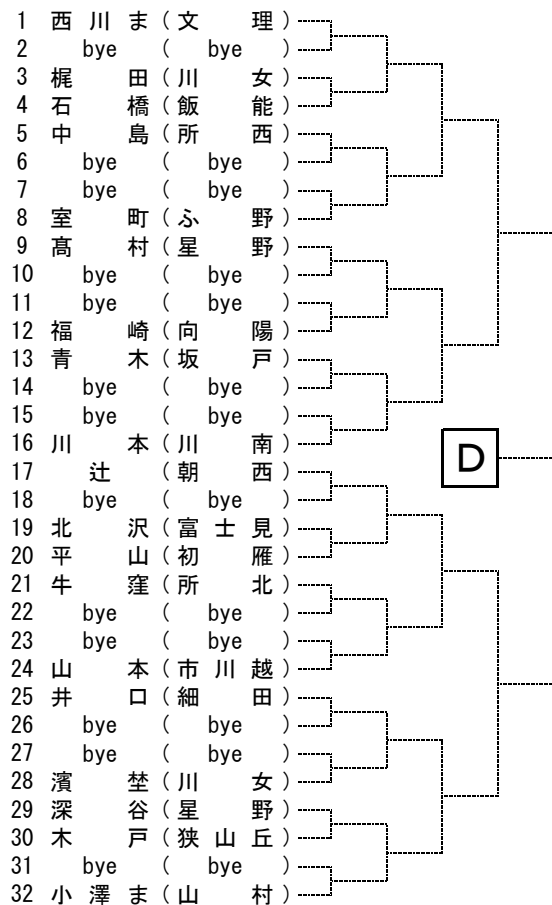 1 西川ま(文理)
2 bye (bye)
3 梶田(川女)
4 石橋(飯能)
5 中島(所西)
6 bye (bye)
7 bye (bye)
8 室町(ふ野)
9 髙村(星野)
10 bye (bye)
11 bye (bye)
12 福崎(向陽)
13 青木(坂戸)
14 bye (bye)
15 bye (bye)
16 川本(川南)
D
17 辻(朝西)
18 bye (bye)
19 北沢(富士見)
20 平山(初雁)
21 牛窪(所北)
22 bye (bye)
23 bye (bye)
24 山本(市川越)
25 井口(細田)
26 bye (bye)
27 bye (bye)
28 濱埜(川女)
29 深谷(星野)
30 木戸(狭山丘)
31 bye (bye)
32 小澤ま(山村)